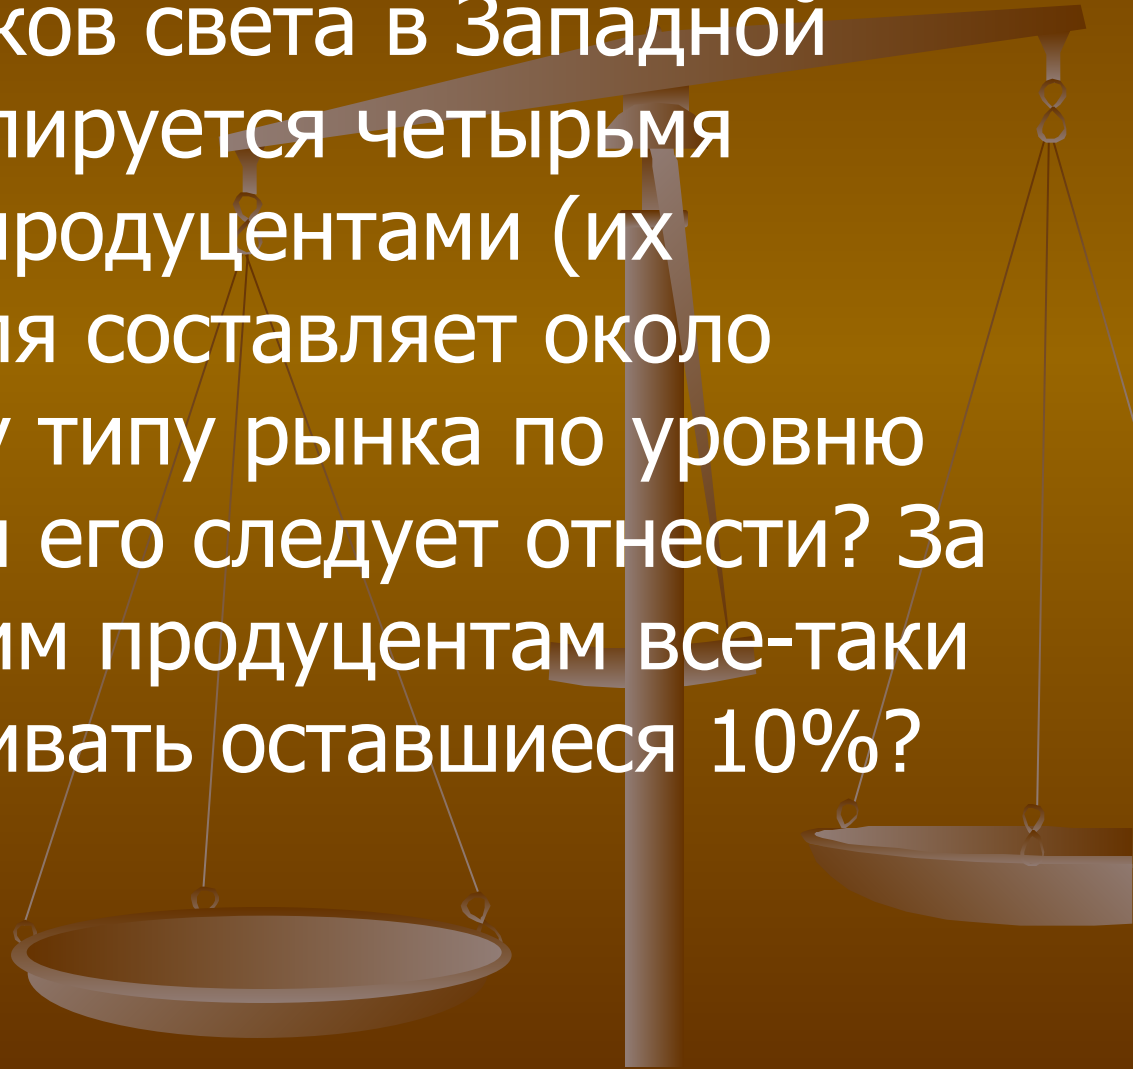 ков света в Западной
лируется четырьмя
продуцентами (их
ля составляет около
у типу рынка по уровню
и его следует отнести? За
им продуцентам все-таки
ивать оставшиеся 10%?